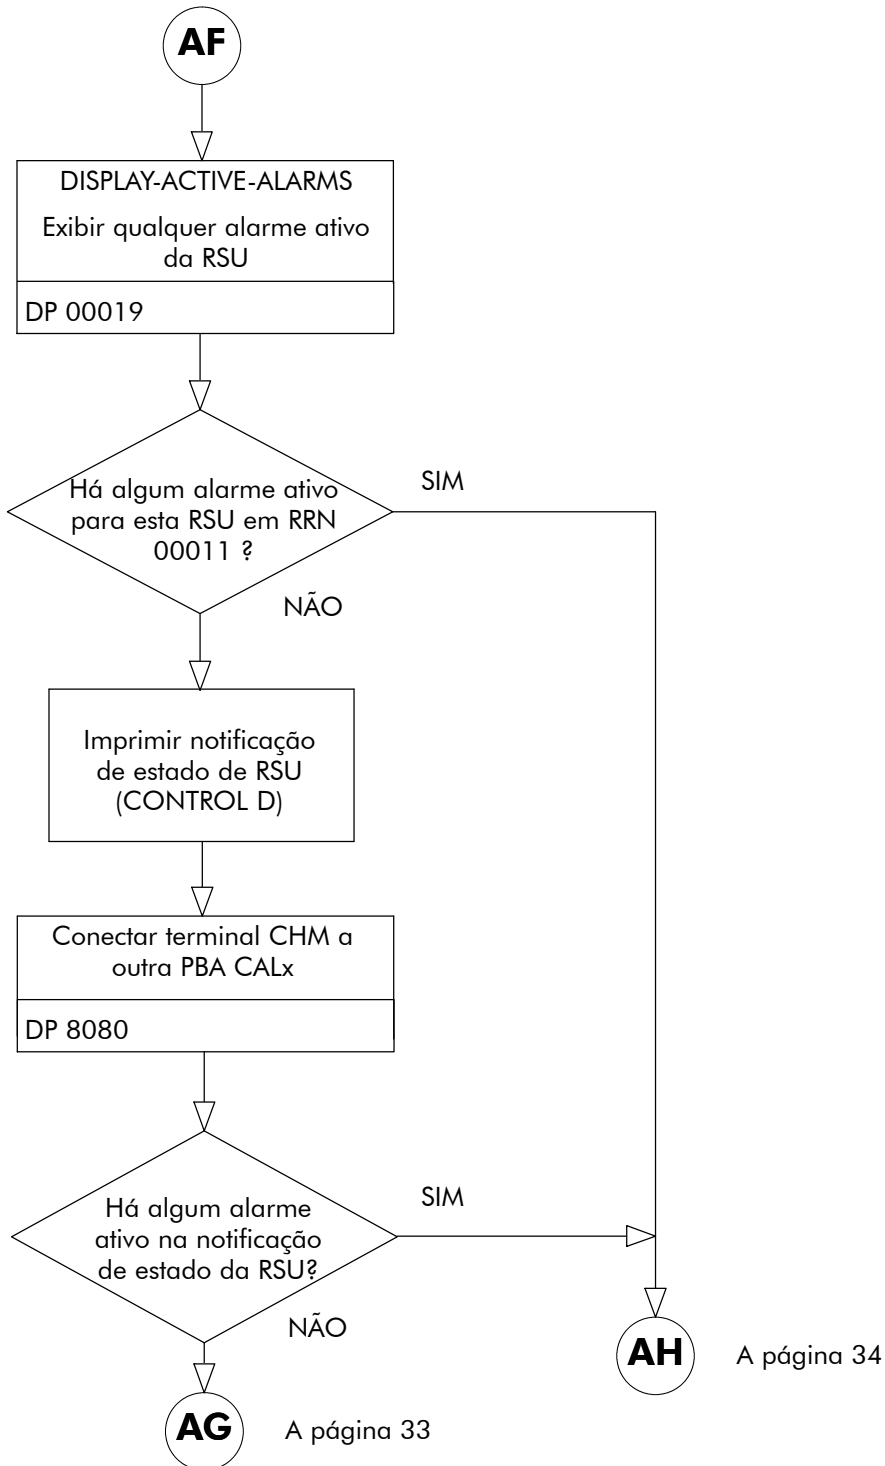 AF
DISPLAY-ACTIVE-ALARMS
Exibir qualquer alarme ativo
da RSU
DP 00019
Há algum alarme ativo
para esta RSU em RRN
00011 ?
SIM
NÃO
Imprimir notificação
de estado de RSU
(CONTROL D)
Conectar terminal CHM a
outra PBA CALx
DP 8080
Há algum alarme
ativo na notificação
de estado da RSU?
SIM
NÃO
AH
A página 34
AG
A página 33